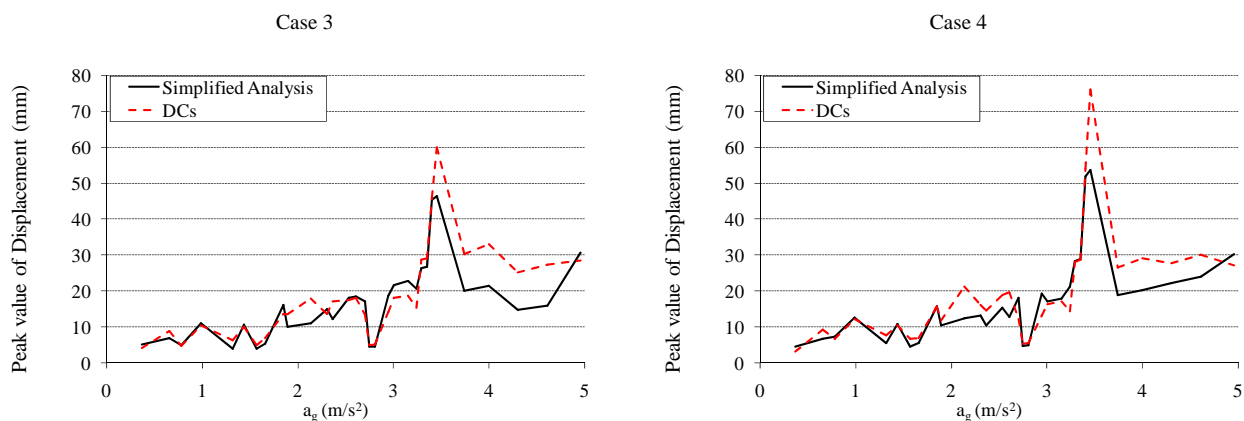 Case 3
Peak value of Displacement (mm)
80
70
60
50
40
30
20
10
0
Simplified Analysis
DCs
0 1 2 3 4 5
a_g (m/s²)
Case 4
Peak value of Displacement (mm)
80
70
60
50
40
30
20
10
0
Simplified Analysis
DCs
0 1 2 3 4 5
a_g (m/s²)